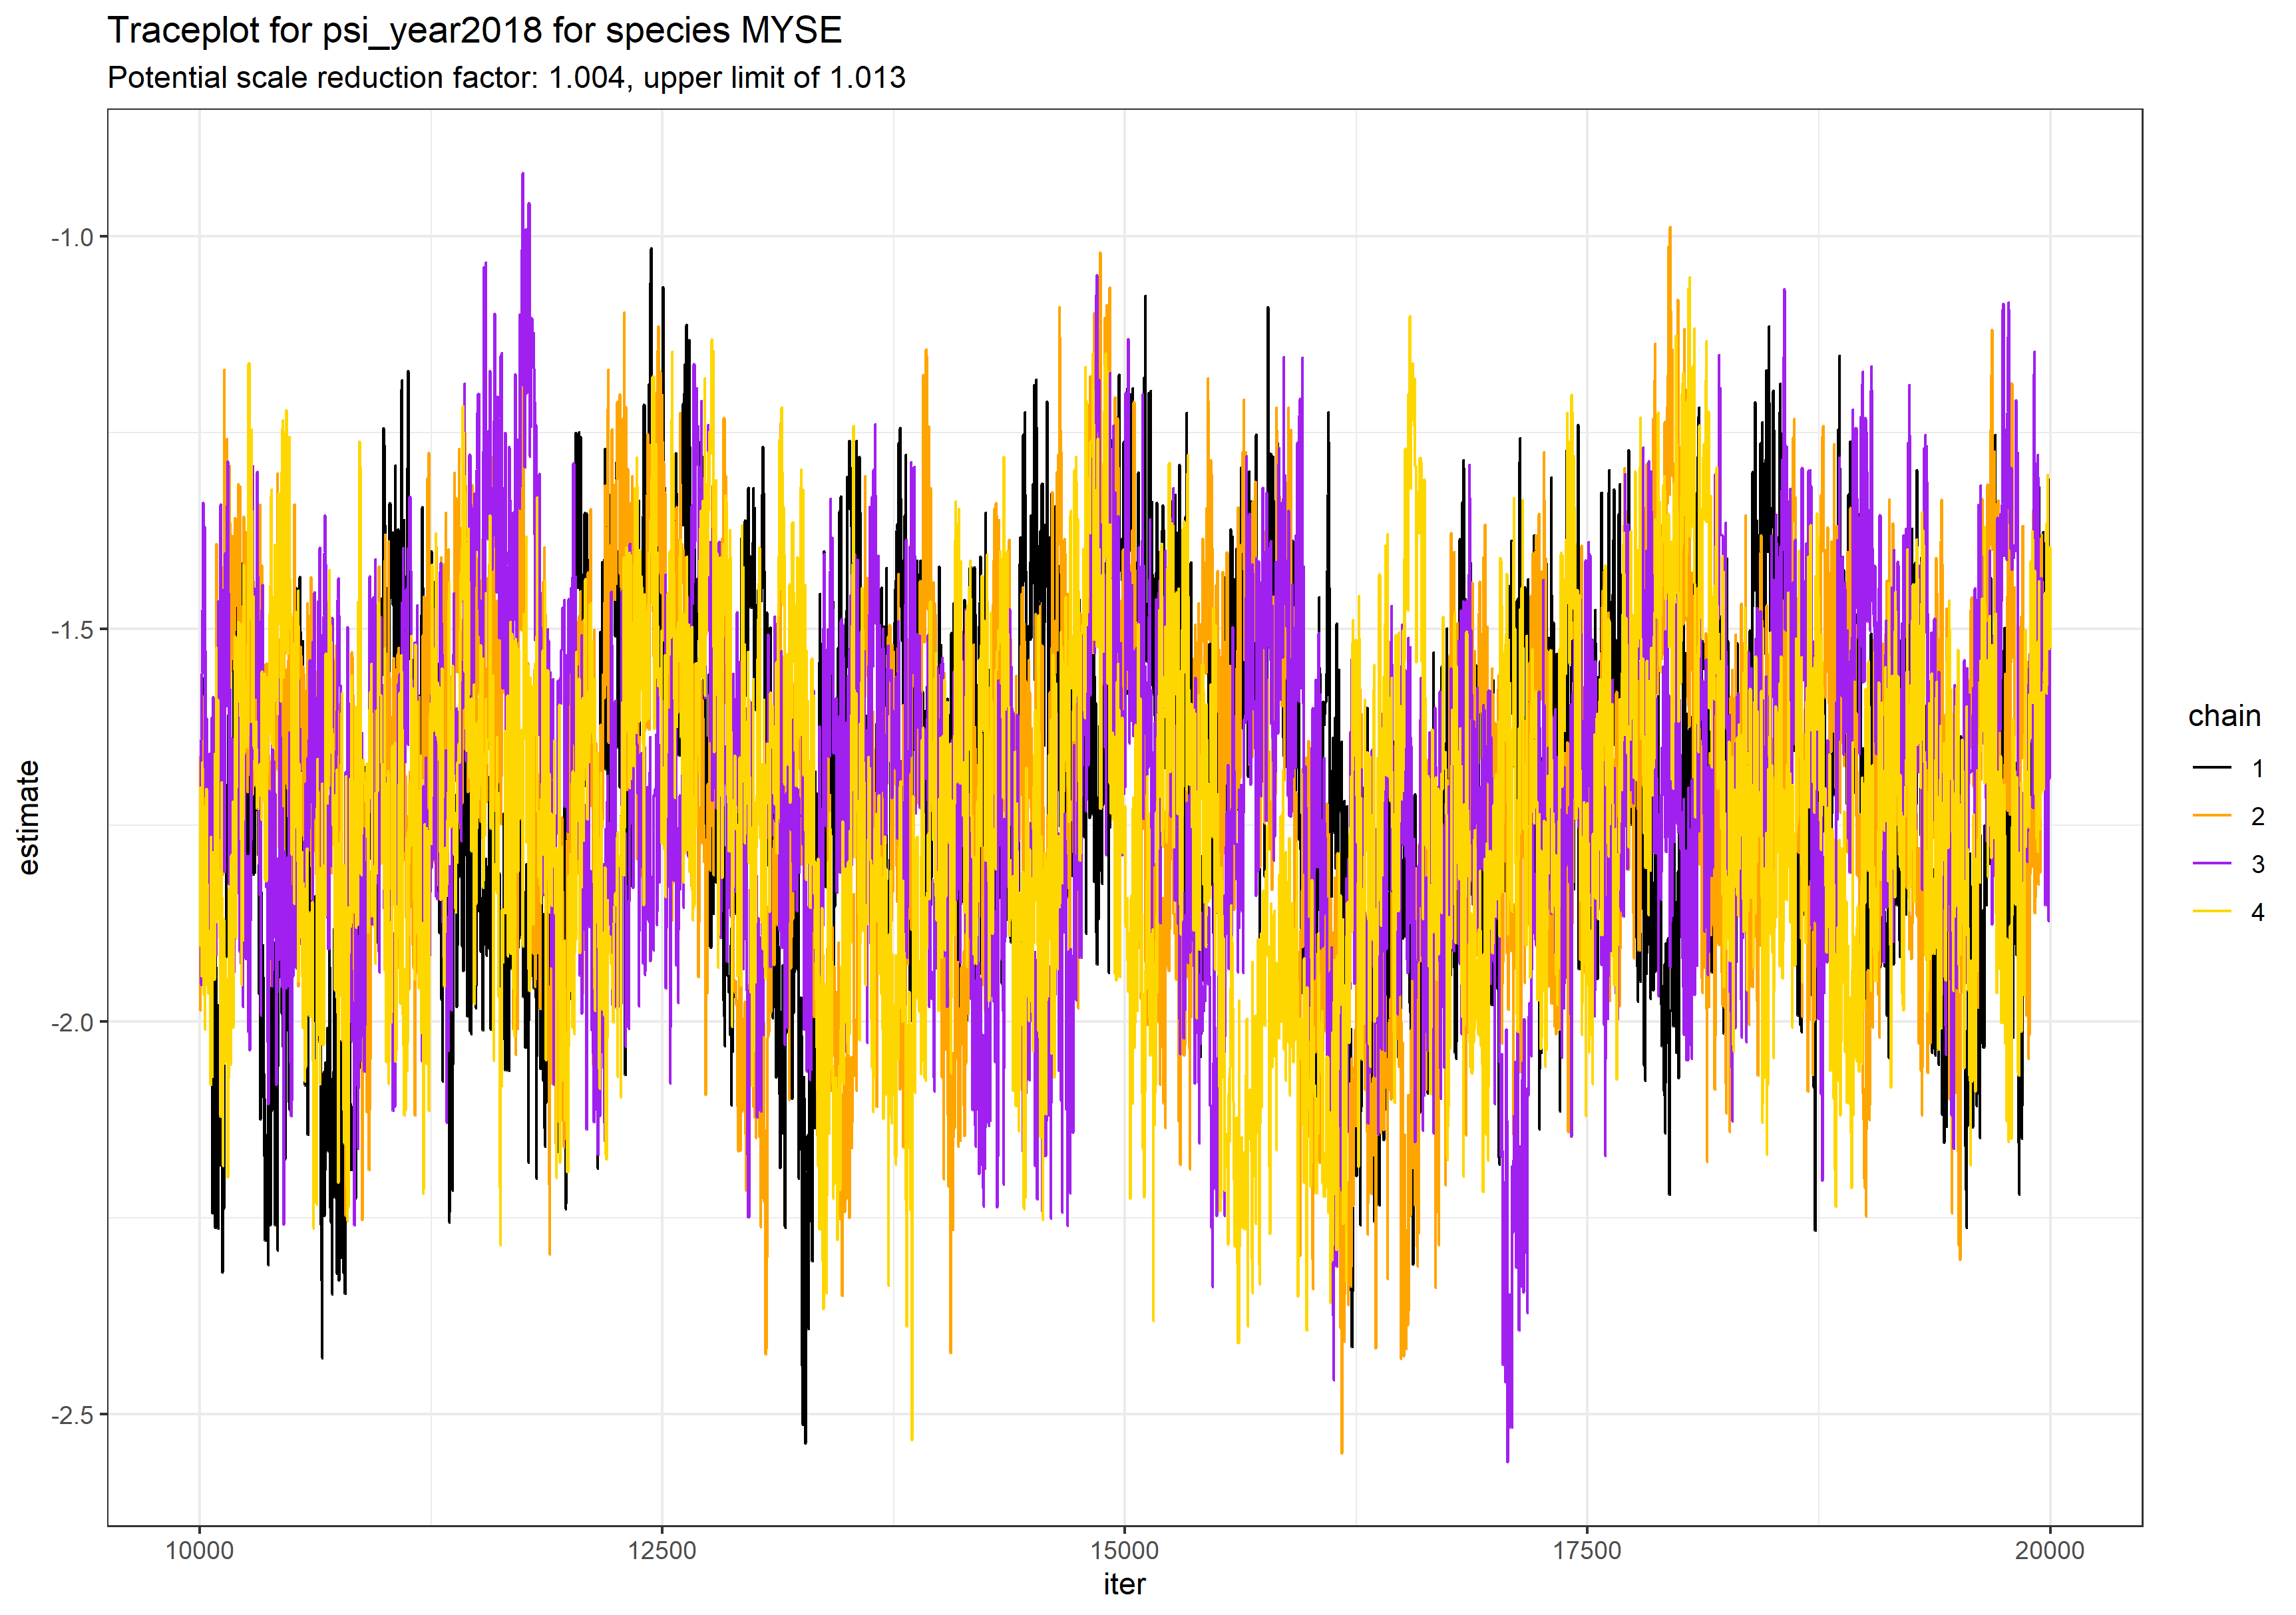 Traceplot for psi_year2018 for species MYSE
Potential scale reduction factor: 1.004, upper limit of 1.013
-1.0
-1.5
-2.0
-2.5
estimate
10000 12500 15000 17500 20000
iter
chain
1
2
3
4